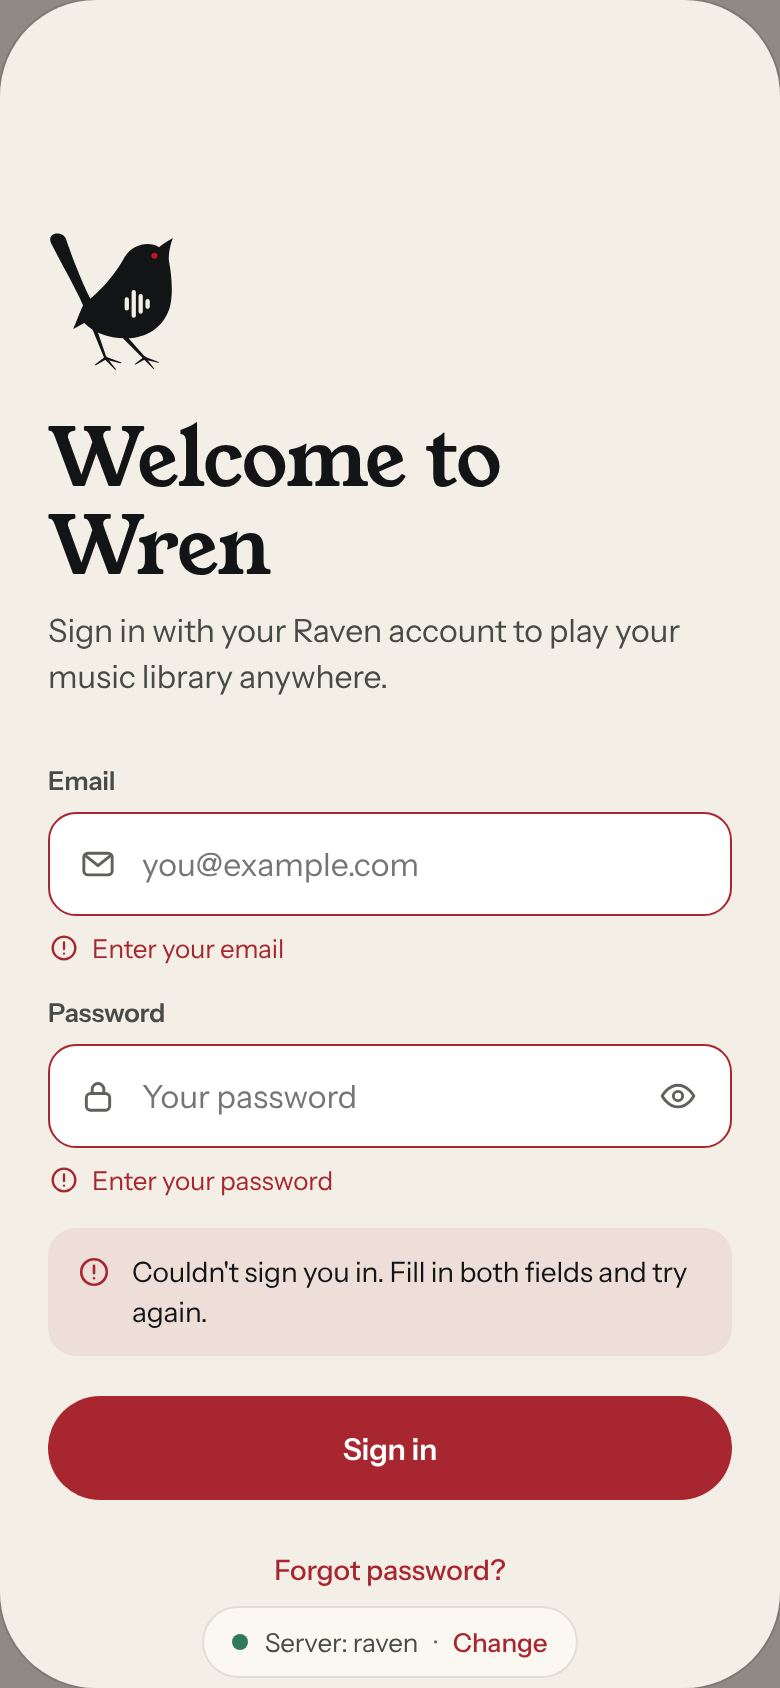 Welcome to
Wren
Sign in with your Raven account to play your
music library anywhere.
Email
you@example.com
Enter your email
Password
Your password
Enter your password
Couldn't sign you in. Fill in both fields and try
again.
Sign in
Forgot password?
Server: raven · Change